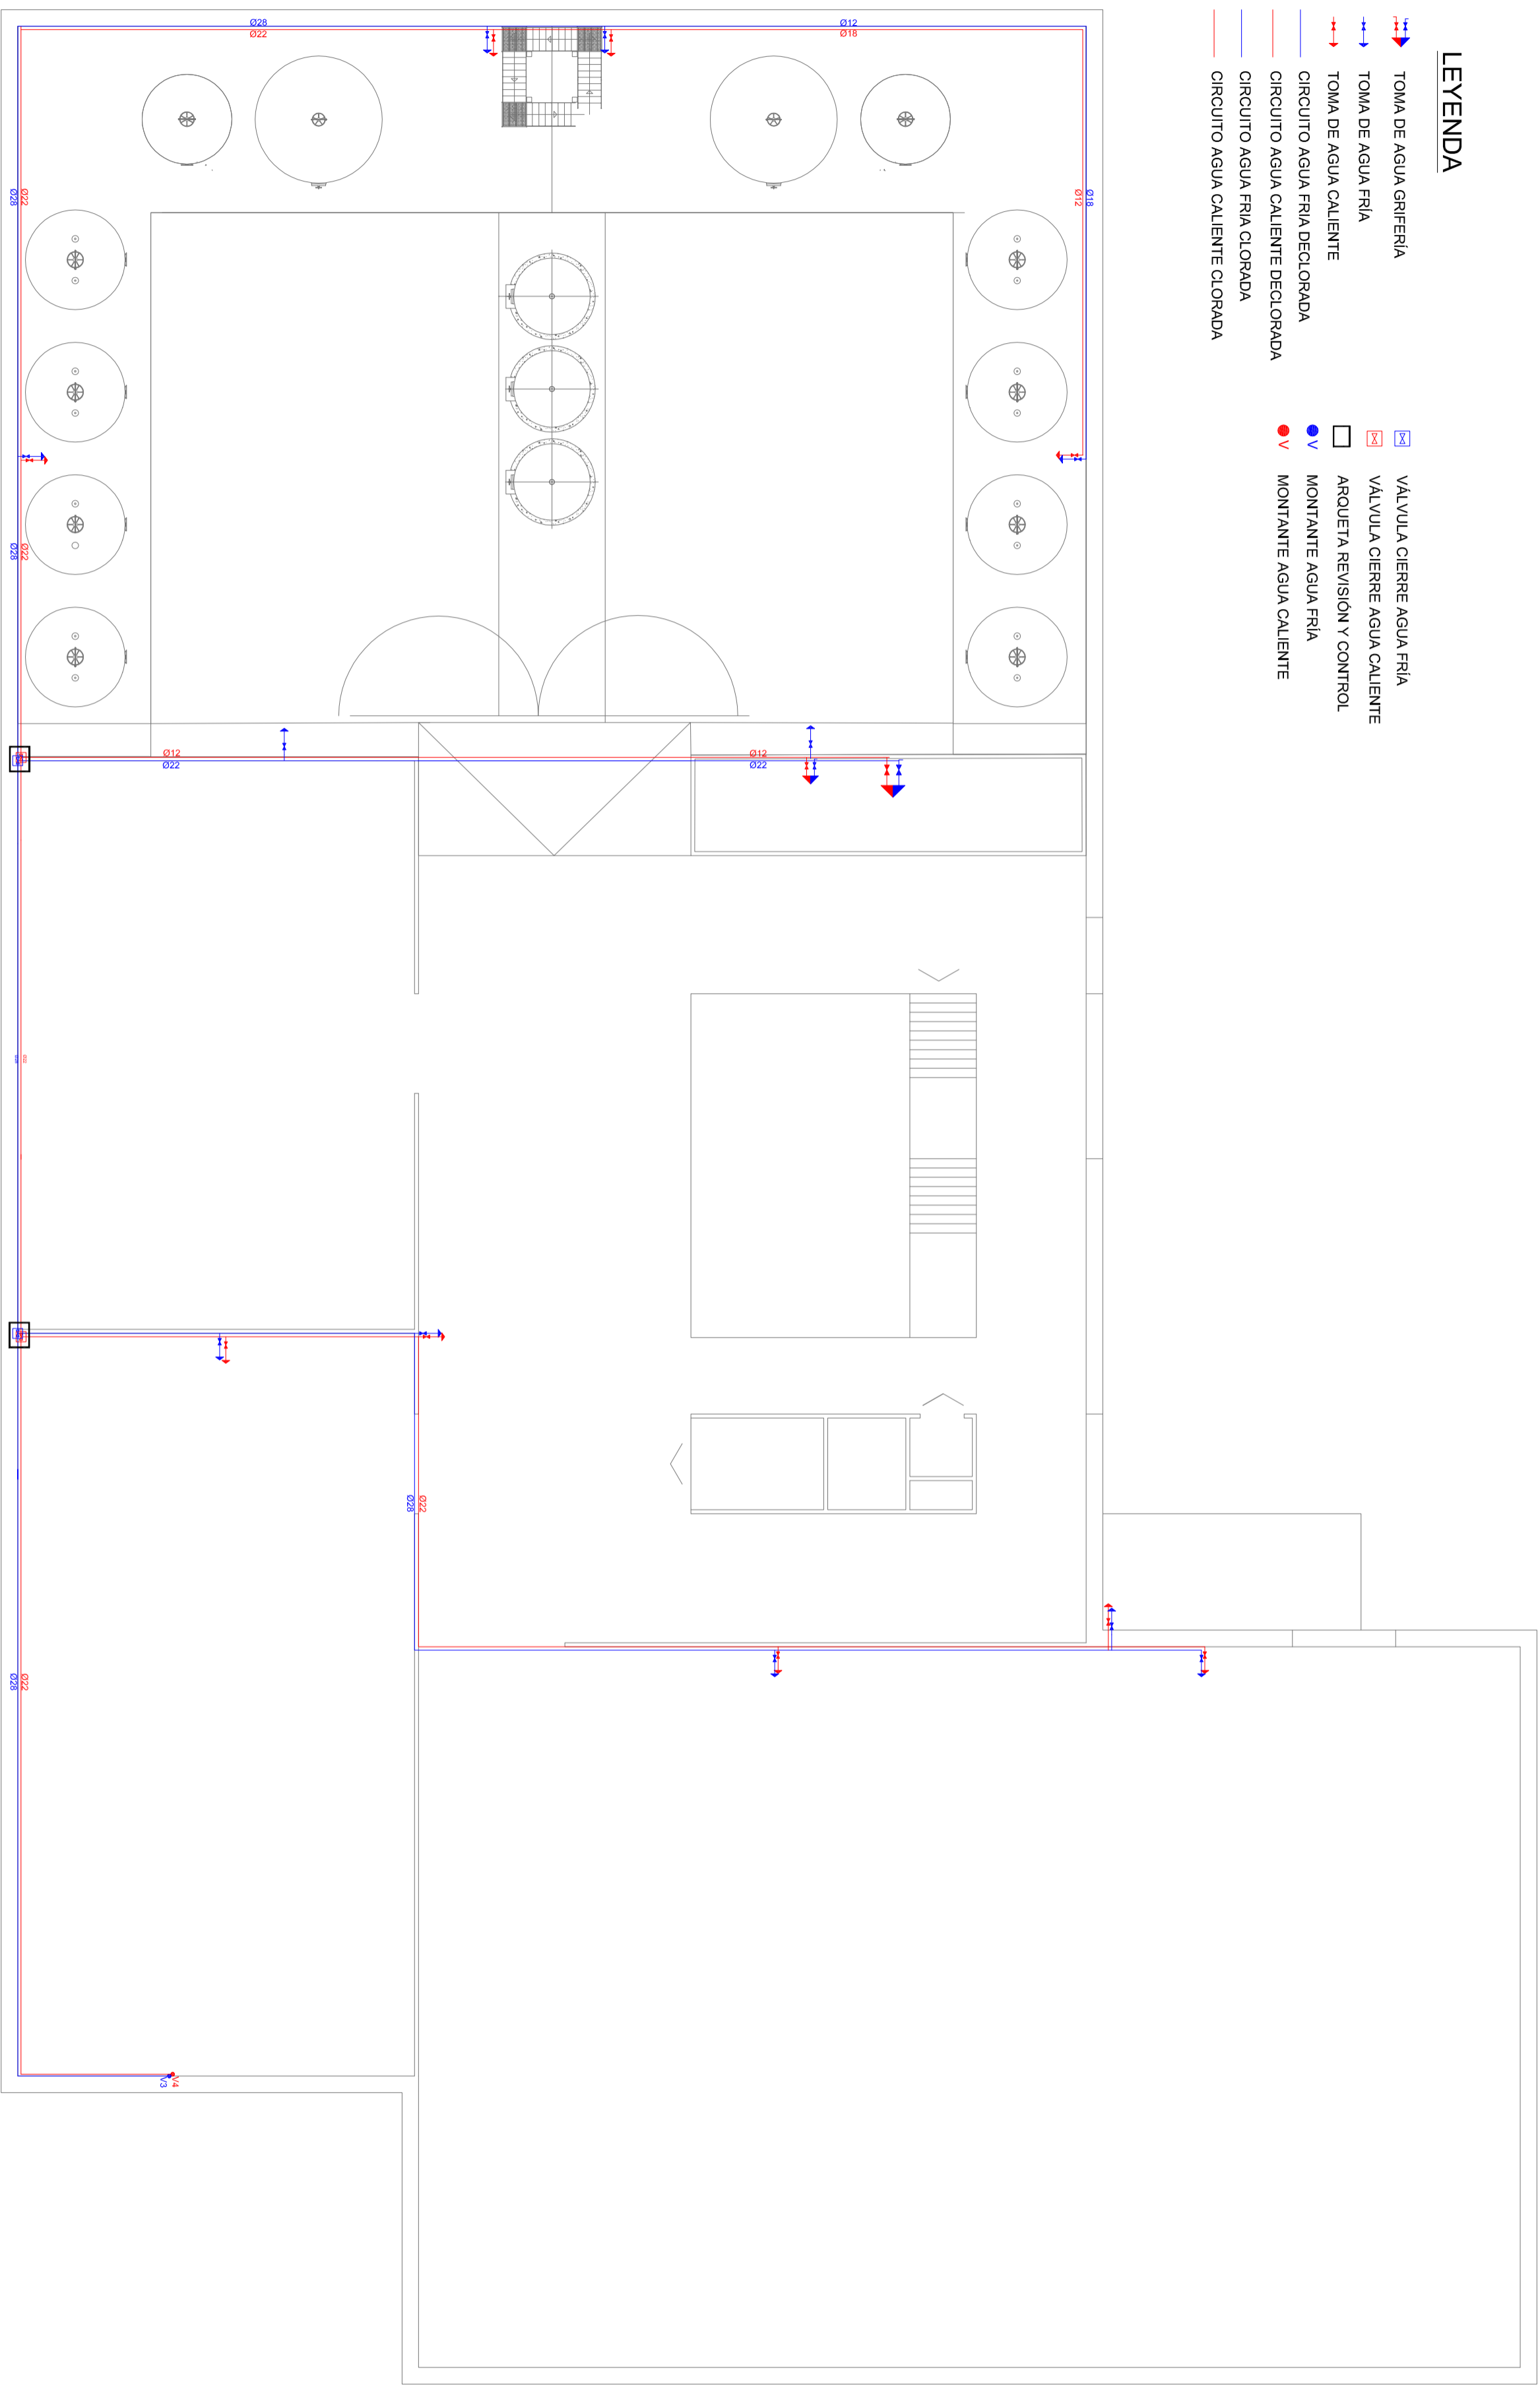 LEYENDA
TOMA DE AGUA GRIFERÍA
TOMA DE AGUA FRÍA
TOMA DE AGUA CALIENTE
CIRCUITO AGUA FRIA DECLORADA
CIRCUITO AGUA CALIENTE DECLORADA
CIRCUITO AGUA FRIA CLORADA
CIRCUITO AGUA CALIENTE CLORADA
VÁLVULA CIERRE AGUA FRÍA
VÁLVULA CIERRE AGUA CALIENTE
ARQUETA REVISIÓN Y CONTROL
V MONTANTE AGUA FRÍA
V MONTANTE AGUA CALIENTE
Ø28
Ø22
Ø12
Ø18
Ø22
Ø28
Ø18
Ø12
Ø22
Ø28
Ø12
Ø22
Ø12
Ø22
Ø22
Ø28
Ø22
Ø28
V4
V3